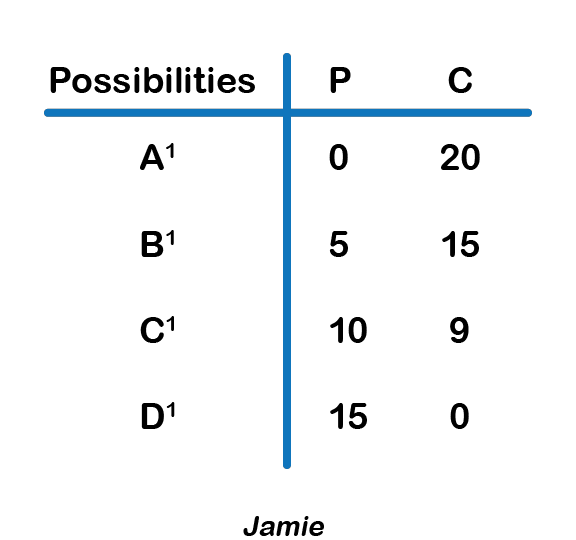 Possibilities P C
A¹ 0 20
B¹ 5 15
C¹ 10 9
D¹ 15 0
Jamie